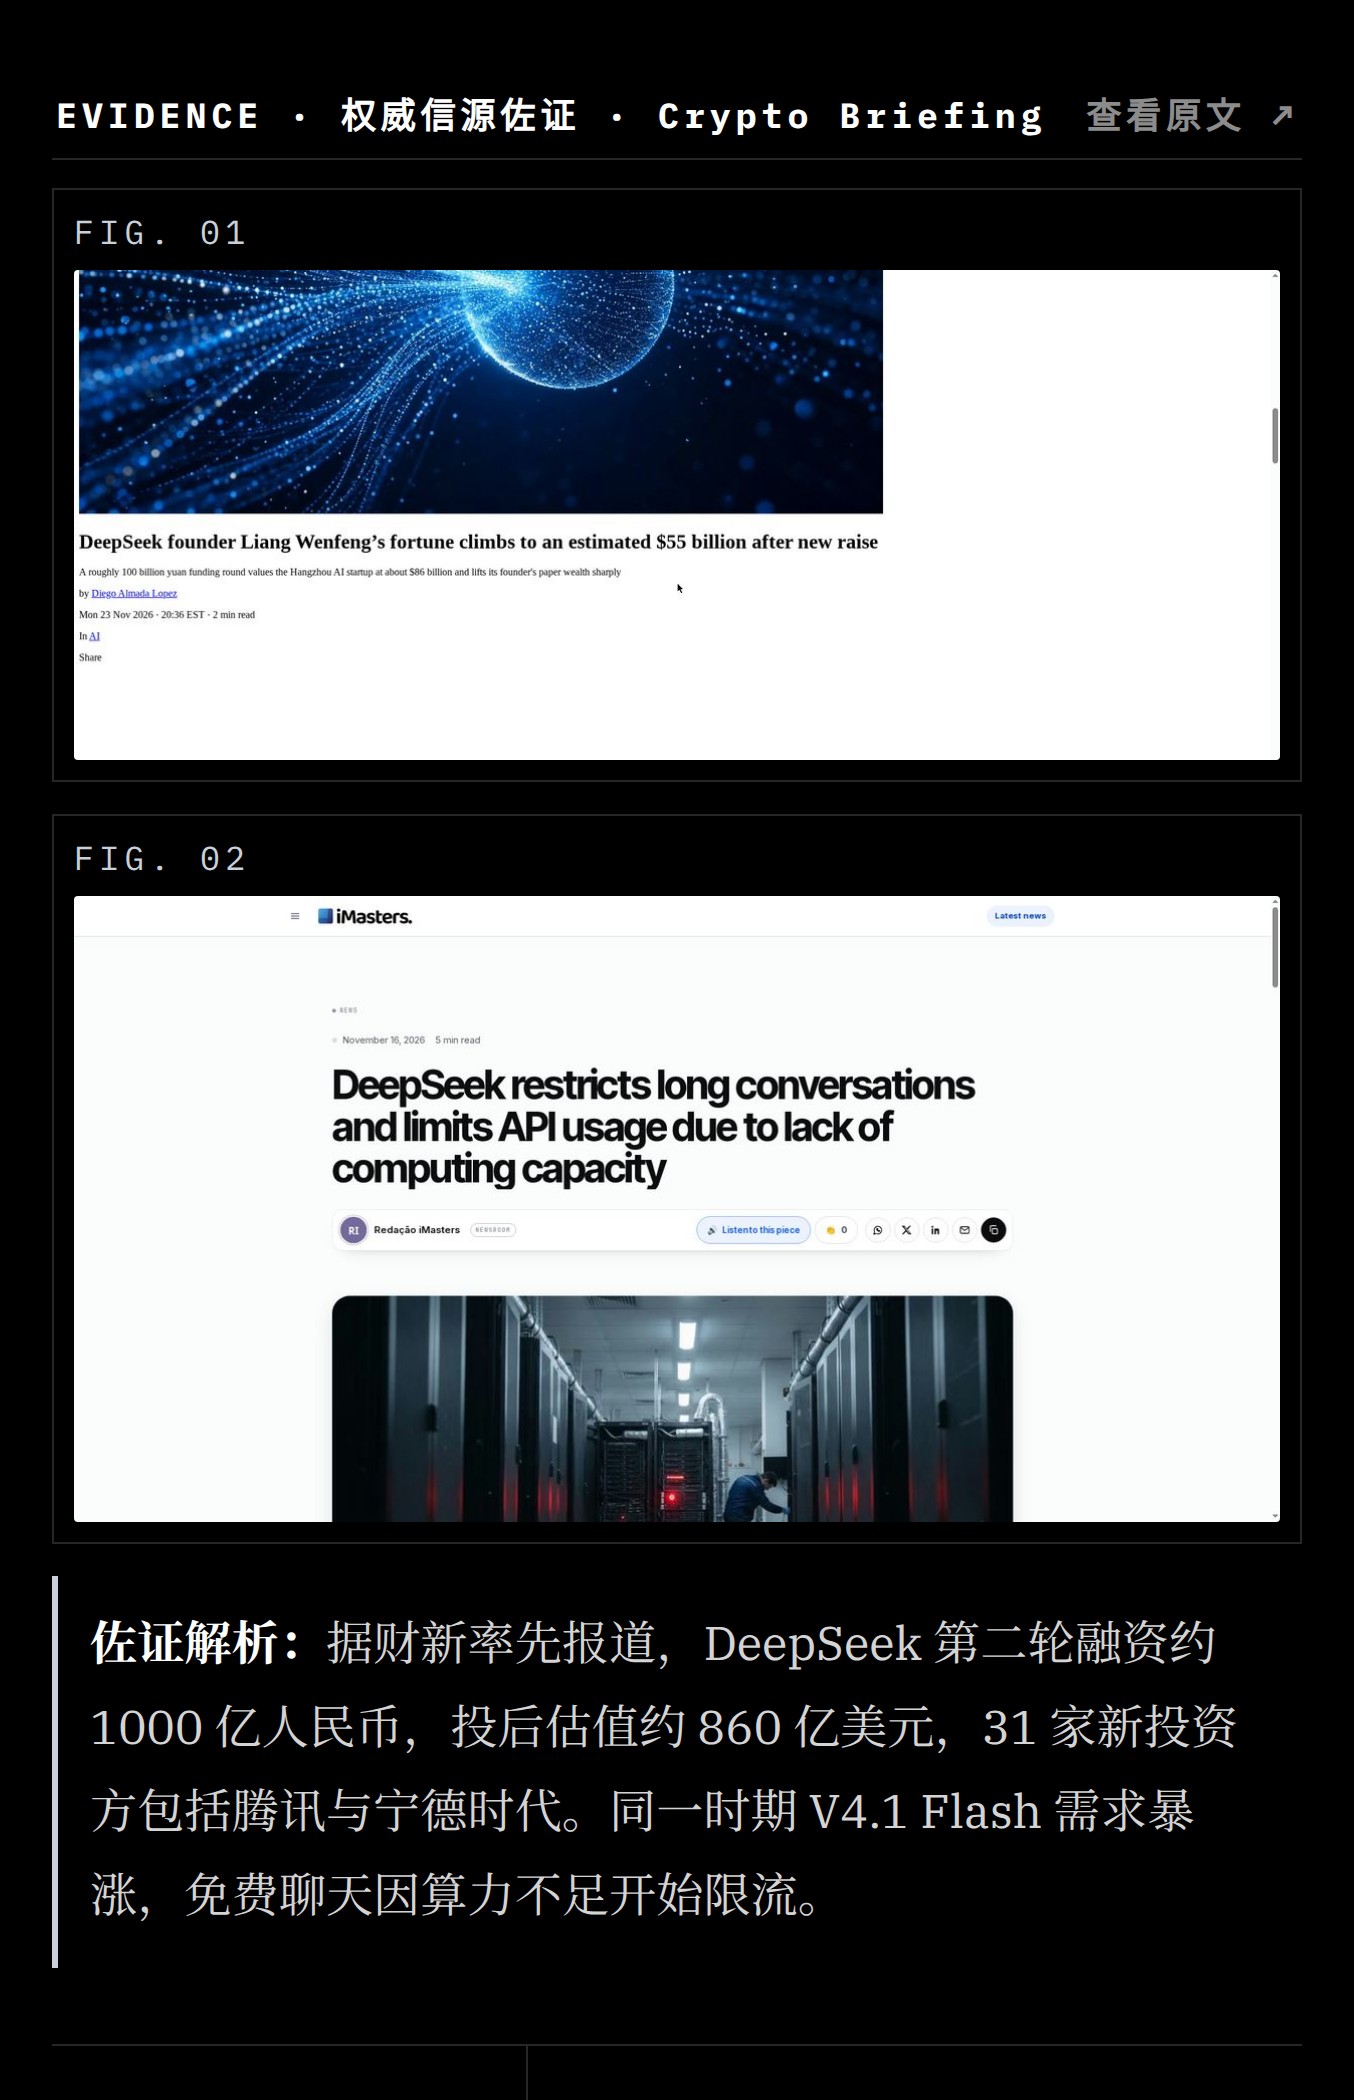 EVIDENCE · 权威信源佐证 · Crypto Briefing 查看原文 ↗
FIG. 01
DeepSeek founder Liang Wenfeng’s fortune climbs to an estimated $55 billion after new raise
A roughly 100 billion yuan funding round values the Hangzhou AI startup at about $86 billion and lifts its founder's paper wealth sharply
by Diego Almada Lopez
Mon 23 Nov 2026 · 20:36 EST · 2 min read
In AI
Share
FIG. 02
iMasters.
Latest news
NEWS
November 16, 2026 5 min read
DeepSeek restricts long conversations
and limits API usage due to lack of
computing capacity
RI Redação iMasters NEWSROOM
Listen to this piece
0
佐证解析：据财新率先报道，DeepSeek 第二轮融资约
1000 亿人民币，投后估值约 860 亿美元，31 家新投资
方包括腾讯与宁德时代。同一时期 V4.1 Flash 需求暴
涨，免费聊天因算力不足开始限流。